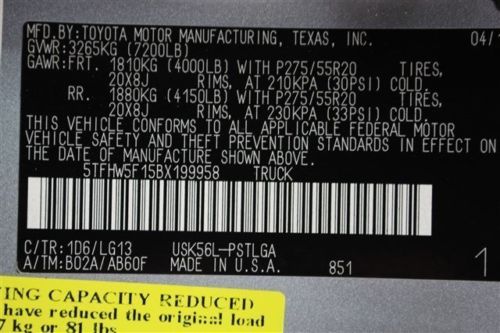 MFD. BY: TOYOTA MOTOR MANUFACTURING, TEXAS, INC. 04/1
GVWR: 3265KG (7200LB)
GAWR: FRT. 1810KG (4000LB) WITH P275/55R20 TIRES,
20X8J RIMS, AT 210KPA (30PSI) COLD
RR. 1880KG (4150LB) WITH P275/55R20 TIRES,
20X8J RIMS, AT 230KPA (33PSI) COLD.
THIS VEHICLE CONFORMS TO ALL APPLICABLE FEDERAL MOTOR
VEHICLE SAFETY AND THEFT PREVENTION STANDARDS IN EFFECT ON
THE DATE OF MANUFACTURE SHOWN ABOVE.
5TFHW5F15BX199958 TRUCK
C/TR: 1D6/LG13 USK56L-PSTLGA
A/TM: B02A/AB60F MADE IN U.S.A. 851 1
ING CAPACITY REDUCED
reduced the original load
7 kg or 81 lbs